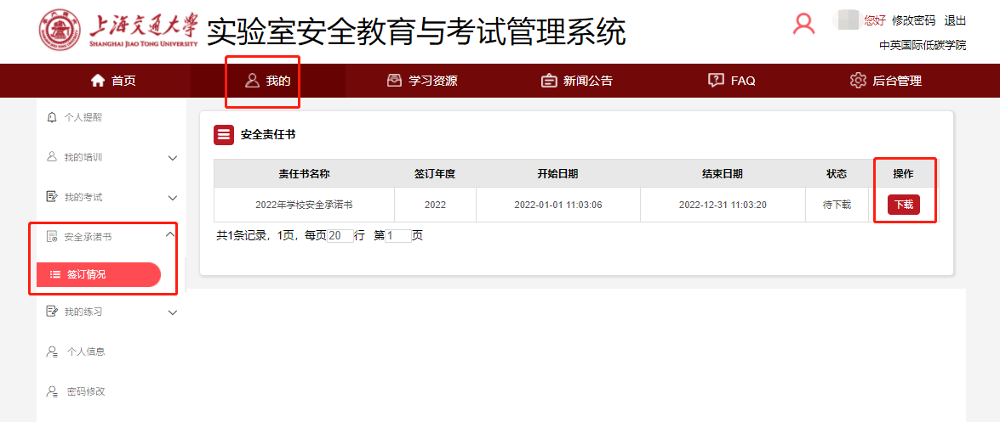 上海交通大学
SHANGHAI JIAO TONG UNIVERSITY
实验室安全教育与考试管理系统
您好 修改密码 退出
中英国际低碳学院
首页 我的 学习资源 新闻公告 FAQ 后台管理
个人提醒
我的培训
我的考试
安全承诺书
签订情况
我的练习
个人信息
密码修改
安全责任书
责任书名称 签订年度 开始日期 结束日期 状态 操作
2022年学校安全承诺书 2022 2022-01-01 11:03:06 2022-12-31 11:03:20 待下载 下载
共1条记录，1页，每页20行 第1页